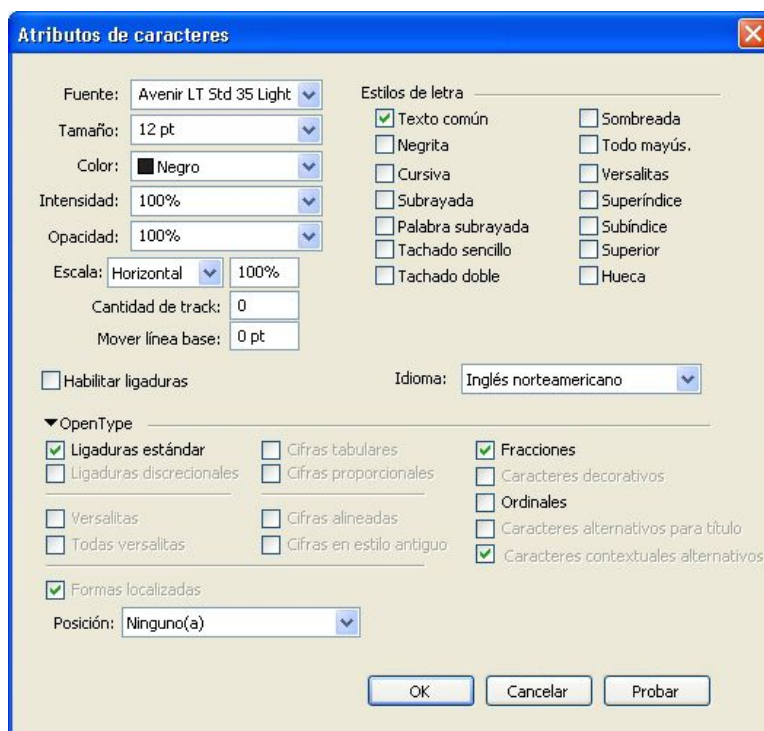 Atributos de caracteres
Fuente: Avenir LT Std 35 Light
Tamaño: 12 pt
Color: Negro
Intensidad: 100%
Opacidad: 100%
Escala: Horizontal 100%
Cantidad de track: 0
Mover línea base: 0 pt
Estilos de letra
Texto común
Negrita
Cursiva
Subrayada
Palabra subrayada
Tachado sencillo
Tachado doble
Sombreada
Todo mayús.
Versalitas
Superíndice
Subíndice
Superior
Hueca
Habilitar ligaduras
Idioma: Inglés norteamericano
OpenType
Ligaduras estándar
Ligaduras discrecionales
Versalitas
Todas versalitas
Cifras tabulares
Cifras proporcionales
Cifras alineadas
Cifras en estilo antiguo
Fracciones
Caracteres decorativos
Ordinales
Caracteres alternativos para título
Caracteres contextuales alternativos
Formas localizadas
Posición: Ninguno(a)
OK Cancelar Probar